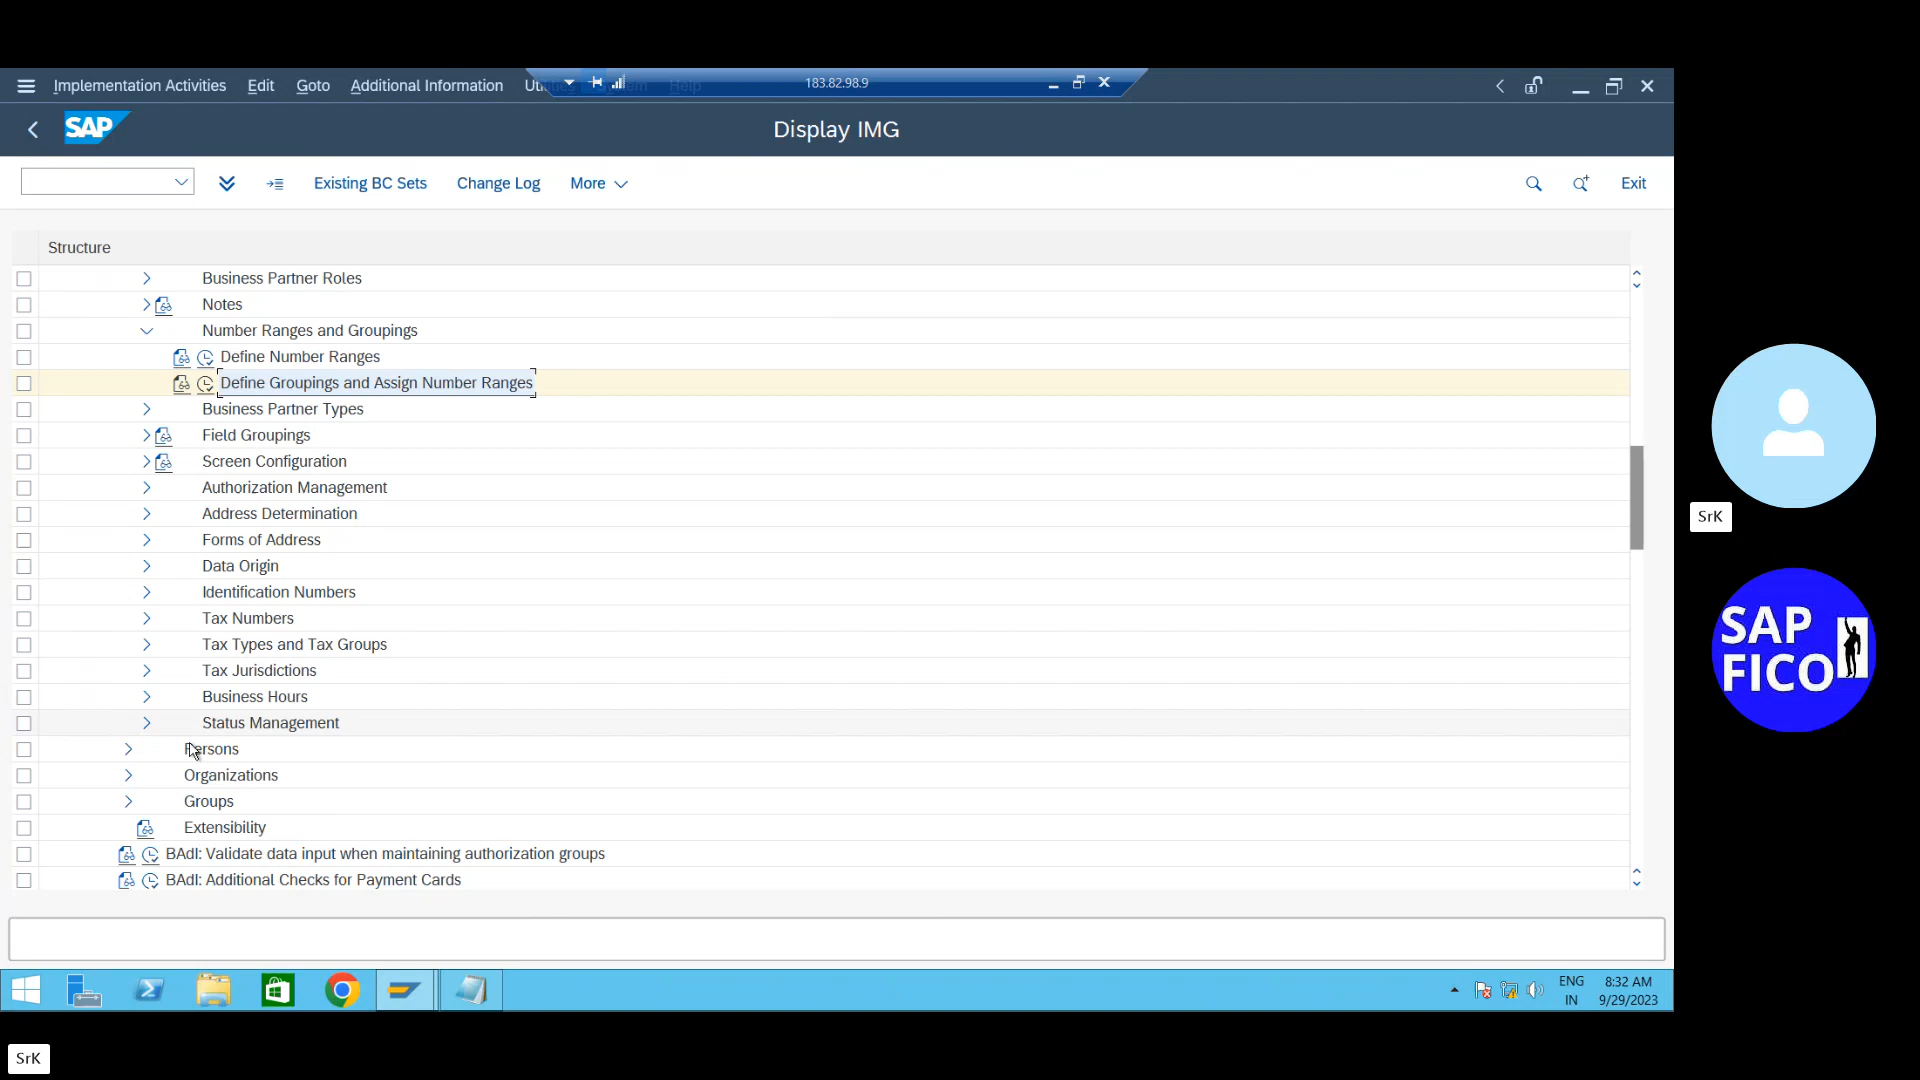 Implementation Activities Edit Goto Additional Information Help
183.82.98.9
SAP
Display IMG
Existing BC Sets Change Log More Exit
Structure
Business Partner Roles
Notes
Number Ranges and Groupings
Define Number Ranges
Define Groupings and Assign Number Ranges
Business Partner Types
Field Groupings
Screen Configuration
Authorization Management
Address Determination
Forms of Address
Data Origin
Identification Numbers
Tax Numbers
Tax Types and Tax Groups
Tax Jurisdictions
Business Hours
Status Management
Persons
Organizations
Groups
Extensibility
BAdI: Validate data input when maintaining authorization groups
BAdI: Additional Checks for Payment Cards
ENG
IN
8:32 AM
9/29/2023
SrK
SAP
FICO
SrK